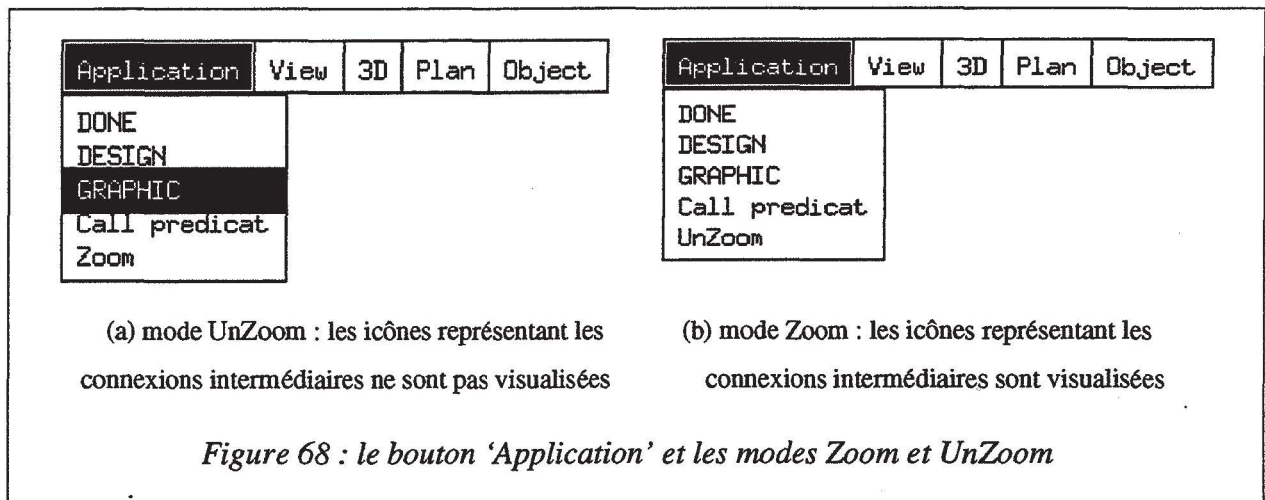 Application View 3D Plan Object
DONE
DESIGN
GRAPHIC
Call predicat
Zoom
(a) mode UnZoom : les icônes représentant les
connexions intermédiaires ne sont pas visualisées
Application View 3D Plan Object
DONE
DESIGN
GRAPHIC
Call predicat
UnZoom
(b) mode Zoom : les icônes représentant les
connexions intermédiaires sont visualisées
Figure 68 : le bouton ‘Application’ et les modes Zoom et UnZoom